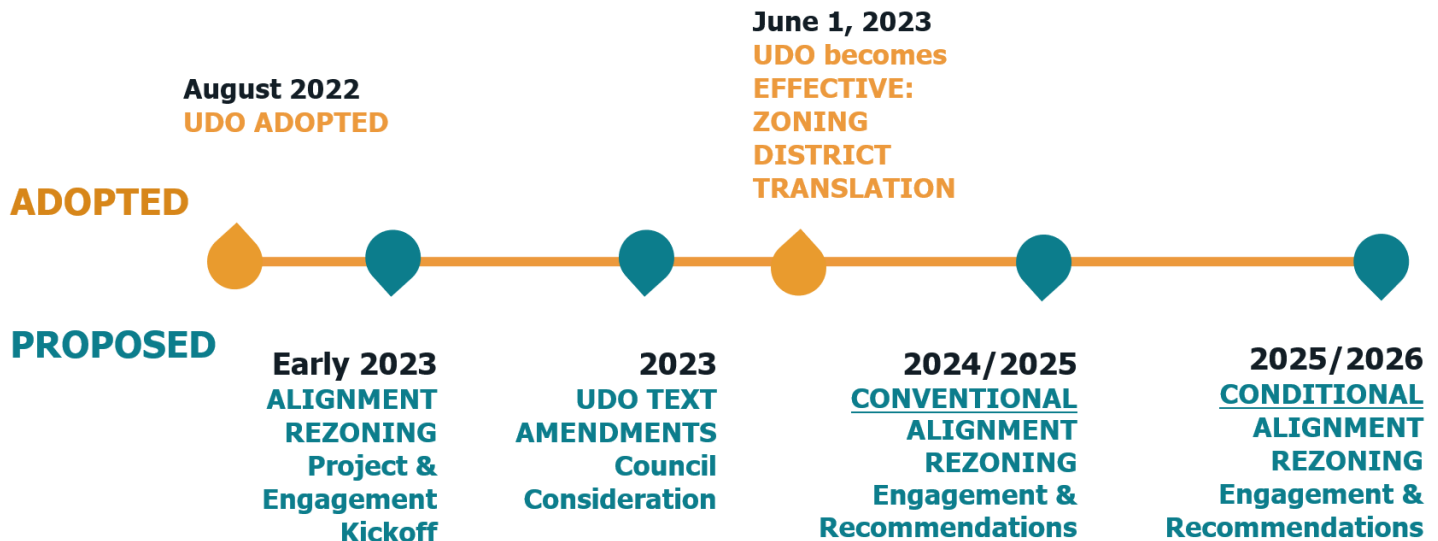 June 1, 2023
UDO becomes
EFFECTIVE:
ZONING
DISTRICT
TRANSLATION
August 2022
UDO ADOPTED
ADOPTED
PROPOSED
Early 2023
ALIGNMENT
REZONING
Project &
Engagement
Kickoff
2023
UDO TEXT
AMENDMENTS
Council
Consideration
2024/2025
CONVENTIONAL
ALIGNMENT
REZONING
Engagement &
Recommendations
2025/2026
CONDITIONAL
ALIGNMENT
REZONING
Engagement &
Recommendations